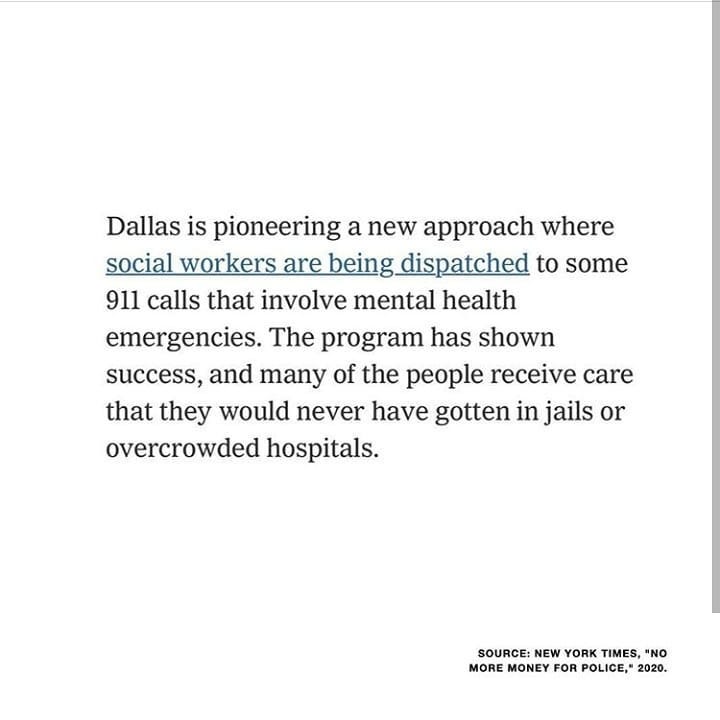 Dallas is pioneering a new approach where
social workers are being dispatched to some
911 calls that involve mental health
emergencies. The program has shown
success, and many of the people receive care
that they would never have gotten in jails or
overcrowded hospitals.
SOURCE: NEW YORK TIMES, "NO
MORE MONEY FOR POLICE," 2020.